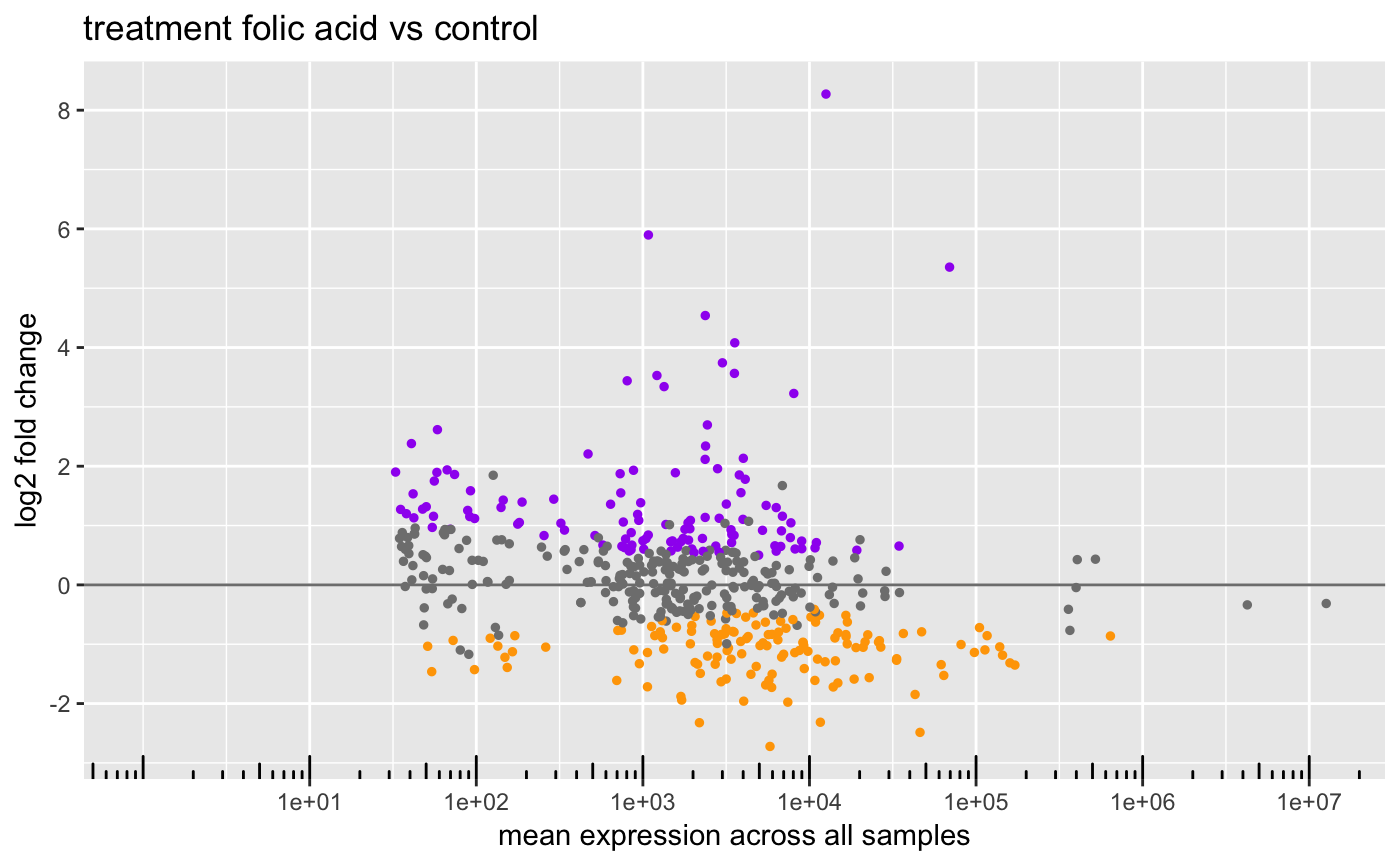 treatment folic acid vs control
log2 fold change
8
6
4
2
0
-2
1e+01 1e+02 1e+03 1e+04 1e+05 1e+06 1e+07
mean expression across all samples